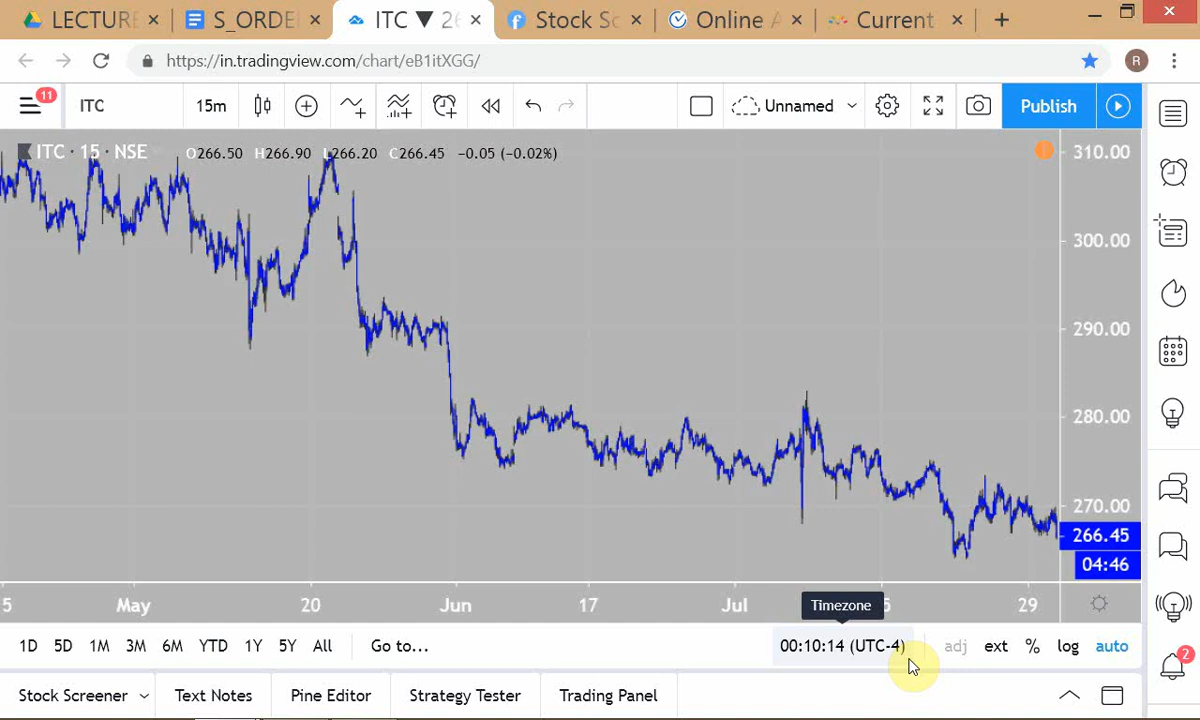 LECTURE S_ORDE ITC ▼ 26 Stock Sc Online A Current
https://in.tradingview.com/chart/eB1itXGG/ R
11 ITC 15m Unnamed Publish
ITC · 15 · NSE O266.50 H266.90 L266.20 C266.45 −0.05 (−0.02%)
310.00
300.00
290.00
280.00
270.00
266.45
04:46
5 May 20 Jun 17 Jul 5 29
Timezone
1D 5D 1M 3M 6M YTD 1Y 5Y All Go to... 00:10:14 (UTC-4) adj ext % log auto
2
Stock Screener Text Notes Pine Editor Strategy Tester Trading Panel